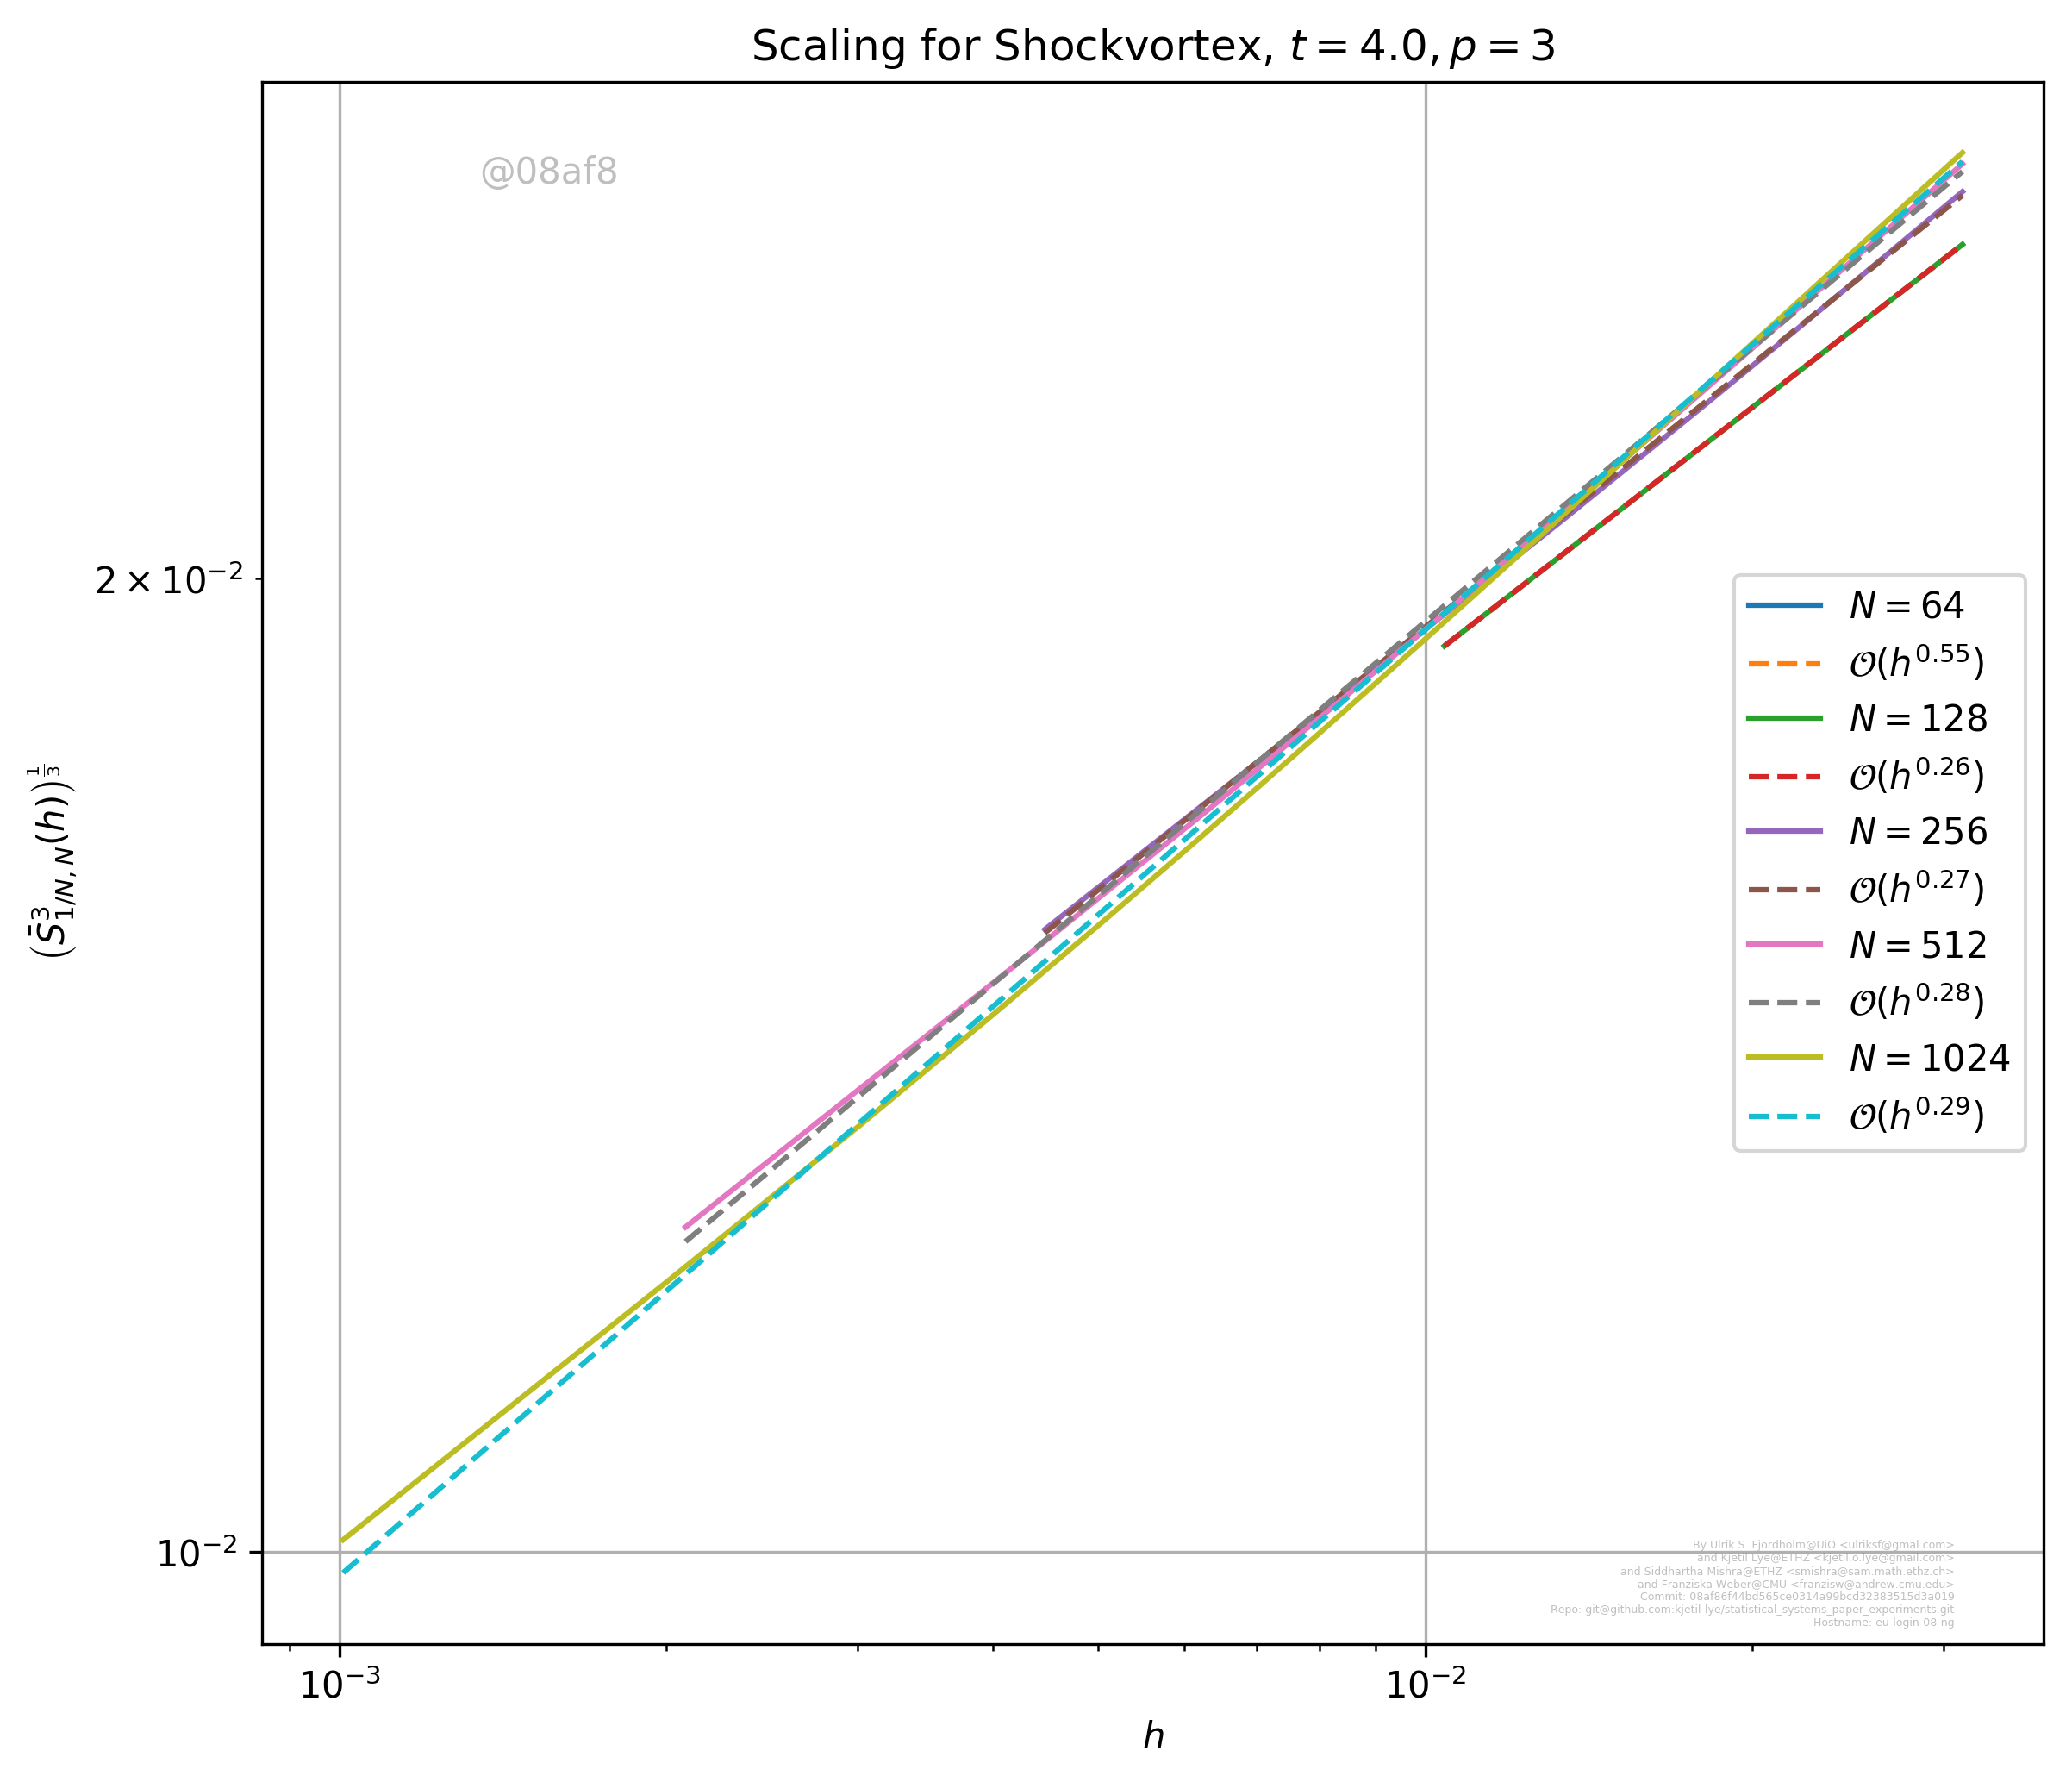 Scaling for Shockvortex, t = 4.0, p = 3
@08af8
2 × 10⁻²
10⁻²
(S̄³₁/N, N(h))^(1/3)
N = 64
𝒪(h^0.55)
N = 128
𝒪(h^0.26)
N = 256
𝒪(h^0.27)
N = 512
𝒪(h^0.28)
N = 1024
𝒪(h^0.29)
By Ulrik S. Fjordholm@UiO <ulriksf@gmal.com>
and Kjetil Lye@ETHZ <kjetil.o.lye@gmail.com>
and Siddhartha Mishra@ETHZ <smishra@sam.math.ethz.ch>
and Franziska Weber@CMU <franzisw@andrew.cmu.edu>
Commit: 08af86f44bd565ce0314a99bcd32383515d3a019
Repo: git@github.com:kjetil-lye/statistical_systems_paper_experiments.git
Hostname: eu-login-08-ng
10⁻³
10⁻²
h